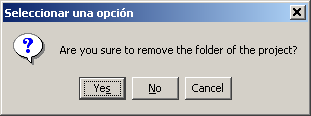 Seleccionar una opción
Are you sure to remove the folder of the project?
Yes No Cancel